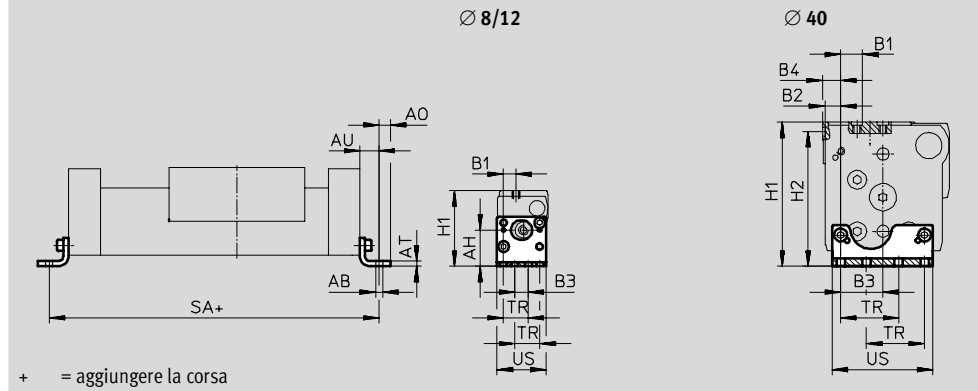 Ø 8/12
Ø 40
B1
B4
B2
AO
AU
B1
H1
AH
H1
H2
AT
AB
B3
B3
SA+
TR
TR
TR
TR
US
US
+ = aggiungere la corsa